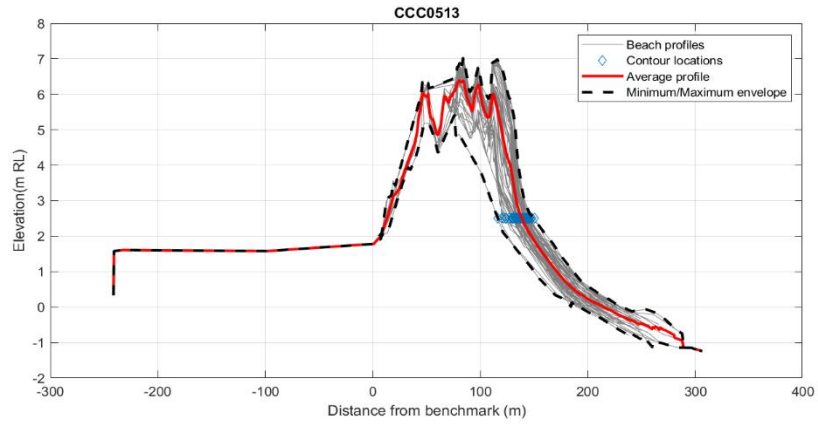 CCC0513
8
7
6
5
4
3
2
1
0
-1
-2
Elevation(m RL)
Beach profiles
Contour locations
Average profile
Minimum/Maximum envelope
-300 -200 -100 0 100 200 300 400
Distance from benchmark (m)